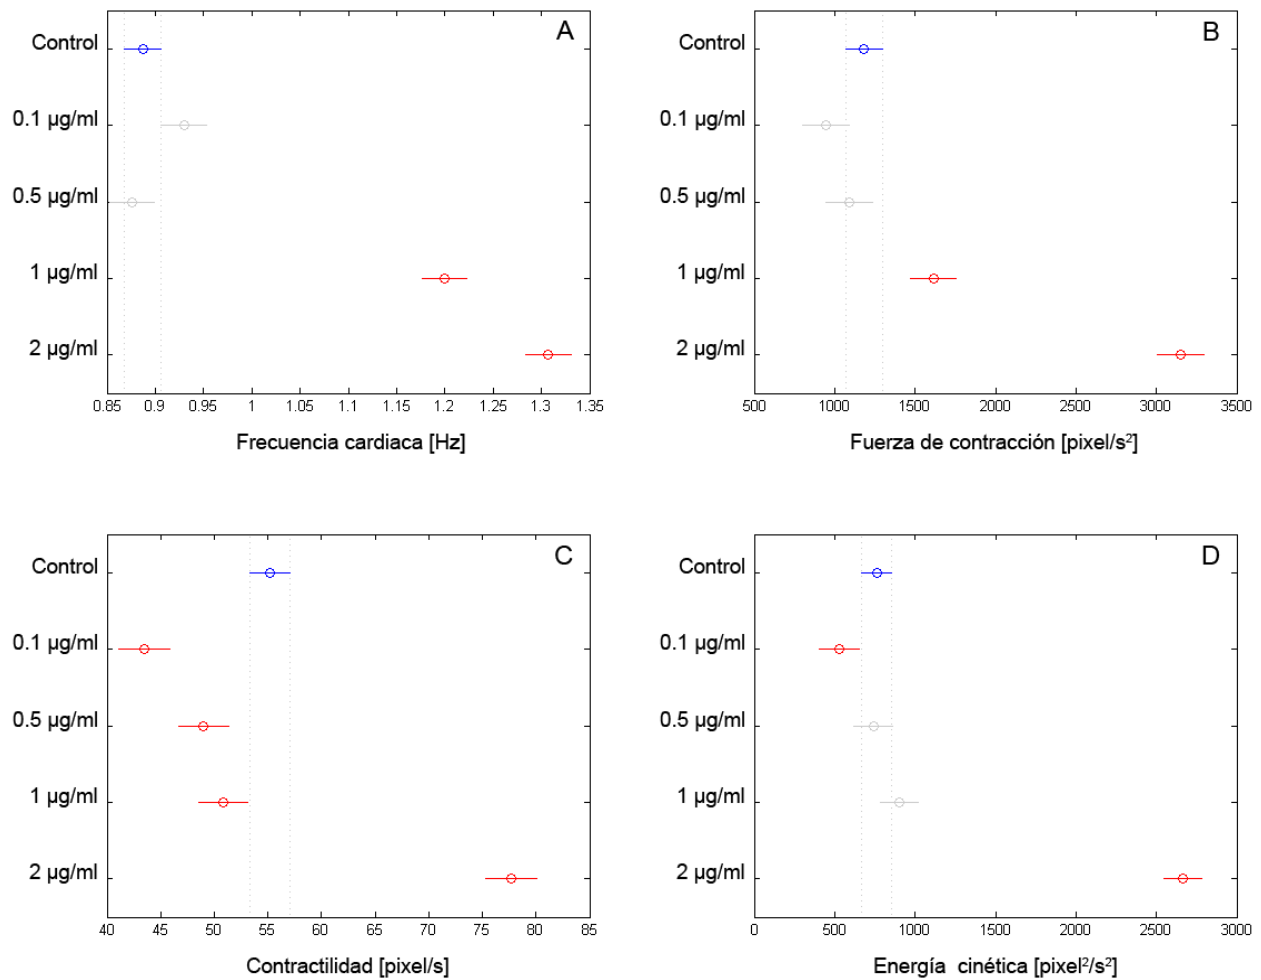 A
Control
0.1 µg/ml
0.5 µg/ml
1 µg/ml
2 µg/ml
0.85 0.9 0.95 1 1.05 1.1 1.15 1.2 1.25 1.3 1.35
Frecuencia cardiaca [Hz]
B
Control
0.1 µg/ml
0.5 µg/ml
1 µg/ml
2 µg/ml
500 1000 1500 2000 2500 3000 3500
Fuerza de contracción [pixel/s²]
C
Control
0.1 µg/ml
0.5 µg/ml
1 µg/ml
2 µg/ml
40 45 50 55 60 65 70 75 80 85
Contractilidad [pixel/s]
D
Control
0.1 µg/ml
0.5 µg/ml
1 µg/ml
2 µg/ml
0 500 1000 1500 2000 2500 3000
Energía cinética [pixel²/s²]